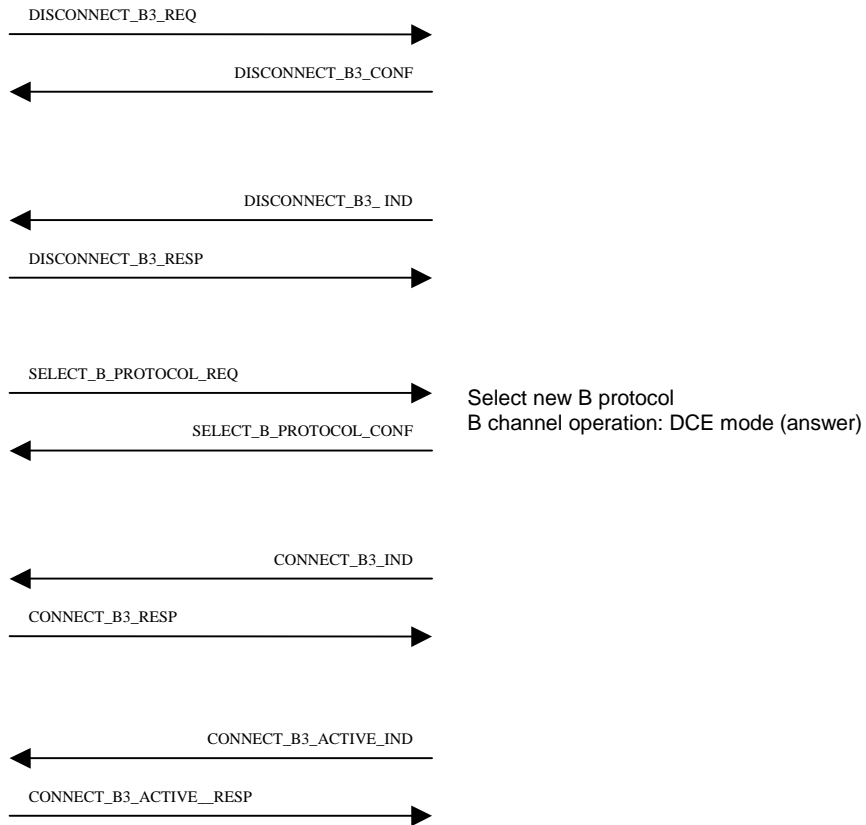 DISCONNECT_B3_REQ
DISCONNECT_B3_CONF
DISCONNECT_B3_ IND
DISCONNECT_B3_RESP
SELECT_B_PROTOCOL_REQ
Select new B protocol
B channel operation: DCE mode (answer)
SELECT_B_PROTOCOL_CONF
CONNECT_B3_IND
CONNECT_B3_RESP
CONNECT_B3_ACTIVE_IND
CONNECT_B3_ACTIVE__RESP